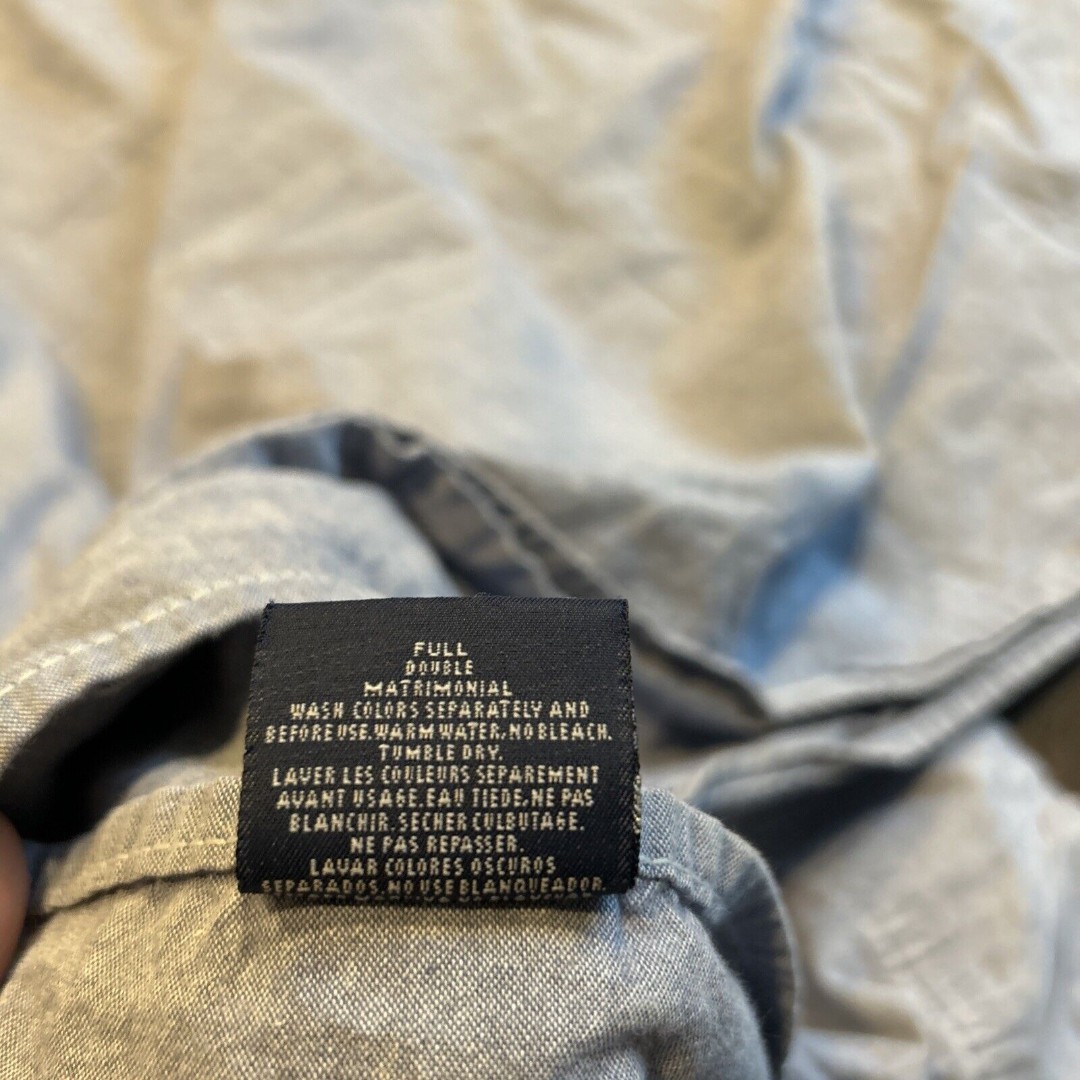 FULL
DOUBLE
MATRIMONIAL
WASH COLORS SEPARATELY AND
BEFORE USE. WARM WATER. NO BLEACH.
TUMBLE DRY.
LAVER LES COULEURS SEPAREMENT
AVANT USAGE. EAU TIEDE. NE PAS
BLANCHIR. SECHER CULBUTAGE.
NE PAS REPASSER.
LAVAR COLORES OSCUROS
SEPARADOS. NO USE BLANQUEADOR.